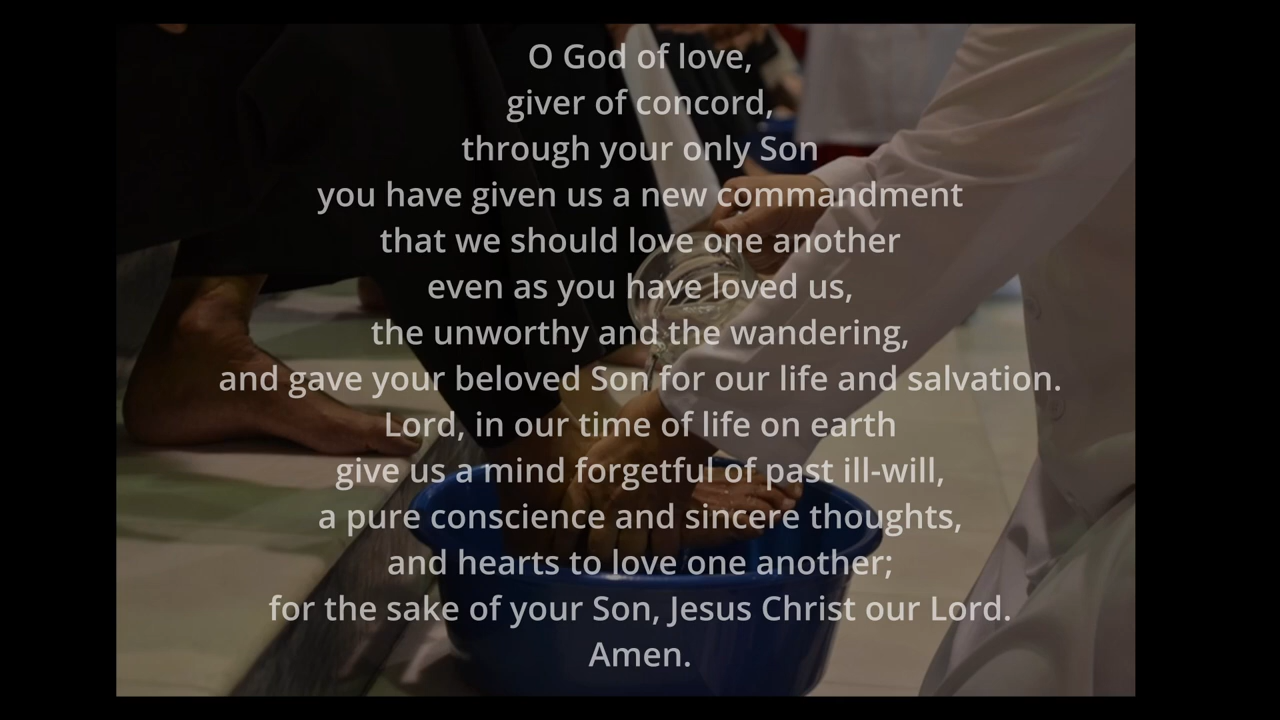 O God of love,
giver of concord,
through your only Son
you have given us a new commandment
that we should love one another
even as you have loved us,
the unworthy and the wandering,
and gave your beloved Son for our life and salvation.
Lord, in our time of life on earth
give us a mind forgetful of past ill-will,
a pure conscience and sincere thoughts,
and hearts to love one another;
for the sake of your Son, Jesus Christ our Lord.
Amen.